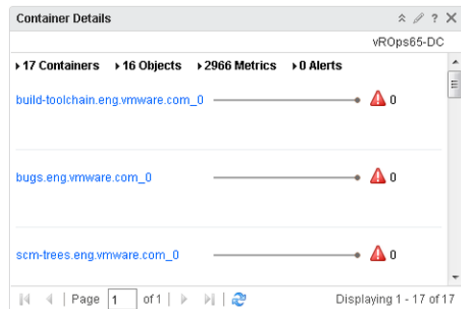 Container Details
vROps65-DC
17 Containers 16 Objects 2966 Metrics 0 Alerts
build-toolchain.eng.vmware.com_0 0
bugs.eng.vmware.com_0 0
scm-trees.eng.vmware.com_0 0
Page 1 of 1 Displaying 1 - 17 of 17